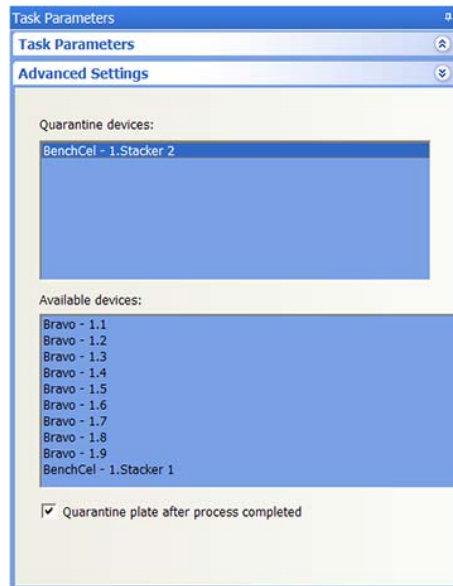 Task Parameters
Task Parameters
Advanced Settings
Quarantine devices:
BenchCel - 1.Stacker 2
Available devices:
Bravo - 1.1
Bravo - 1.2
Bravo - 1.3
Bravo - 1.4
Bravo - 1.5
Bravo - 1.6
Bravo - 1.7
Bravo - 1.8
Bravo - 1.9
BenchCel - 1.Stacker 1
Quarantine plate after process completed